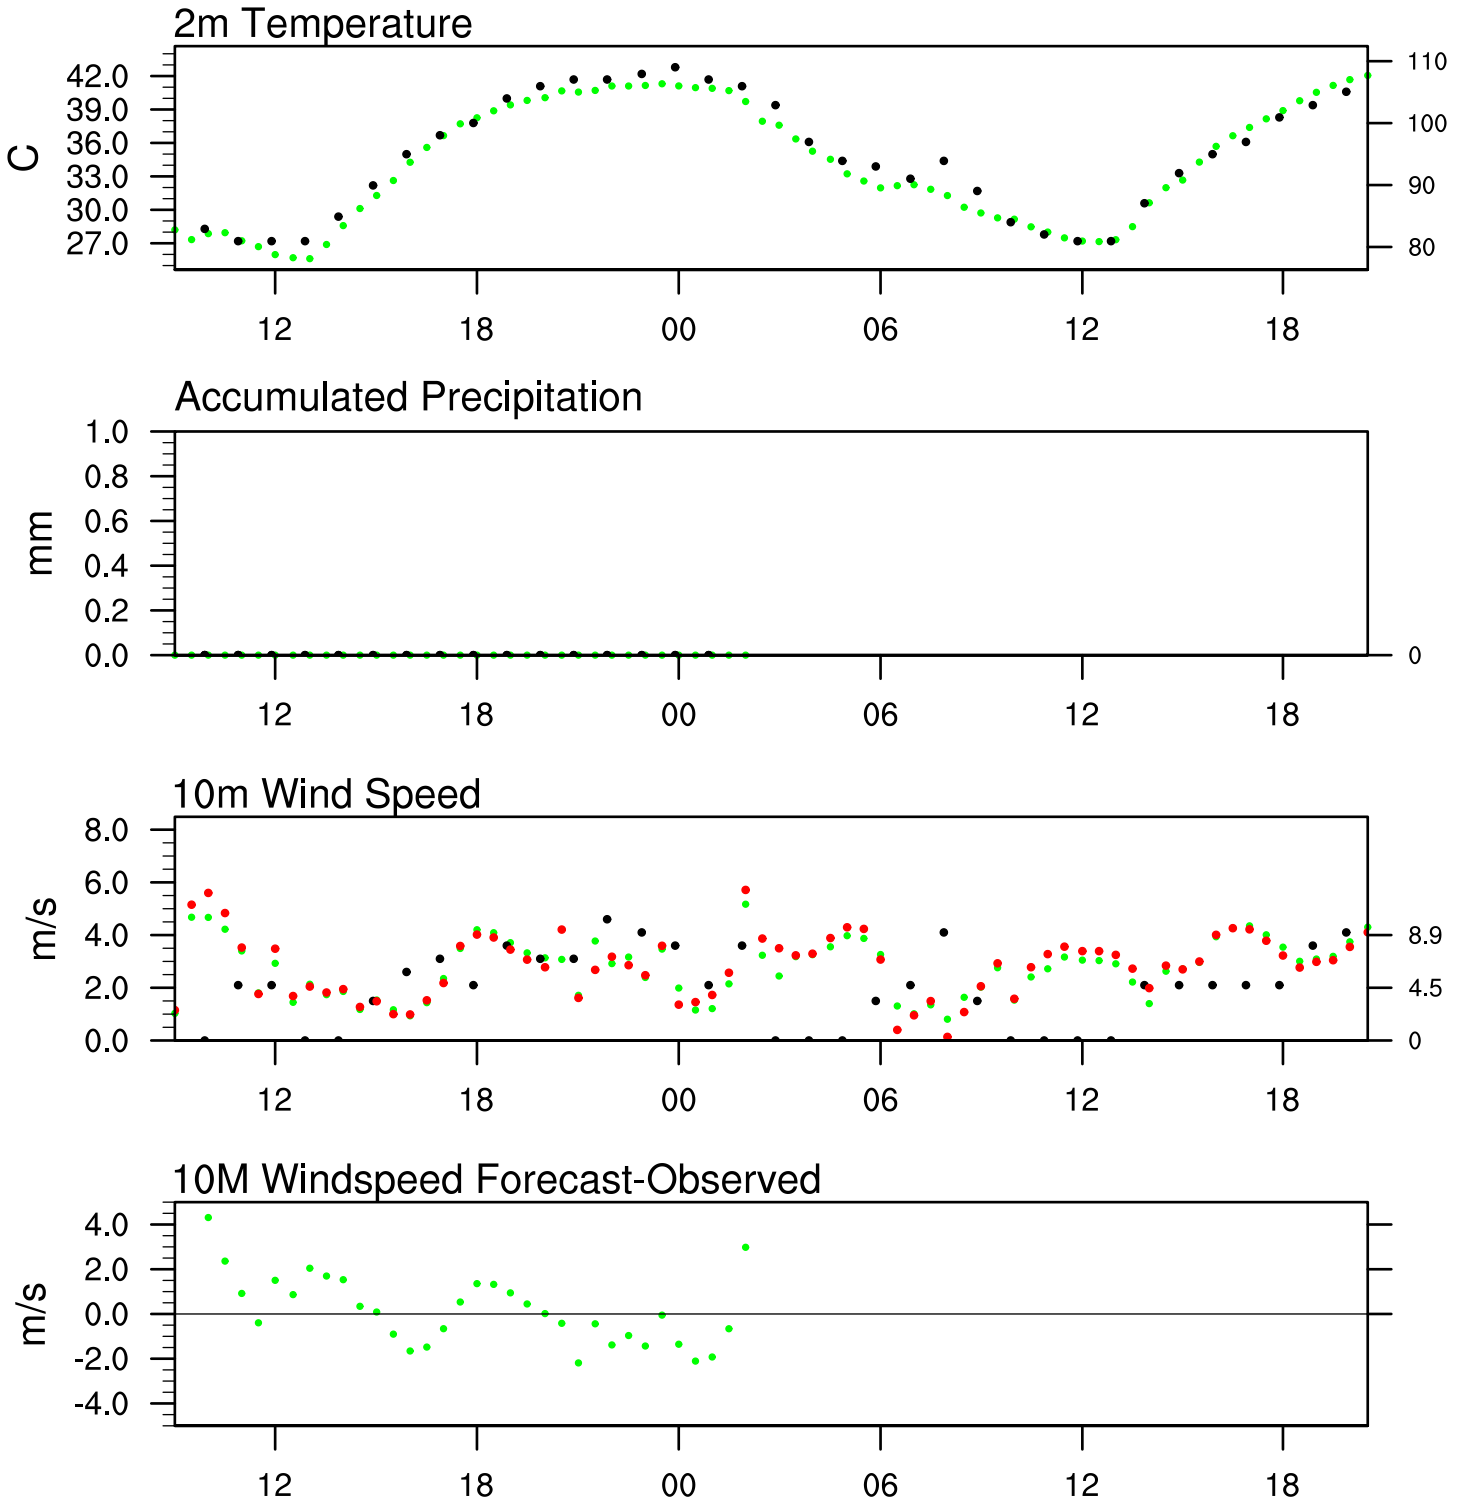 2m Temperature
42.0
39.0
36.0
33.0
30.0
27.0
C
110
100
90
80
12 18 00 06 12 18
Accumulated Precipitation
1.0
0.8
0.6
0.4
0.2
0.0
mm
0
12 18 00 06 12 18
10m Wind Speed
8.0
6.0
4.0
2.0
0.0
m/s
8.9
4.5
0
12 18 00 06 12 18
10M Windspeed Forecast-Observed
4.0
2.0
0.0
-2.0
-4.0
m/s
12 18 00 06 12 18